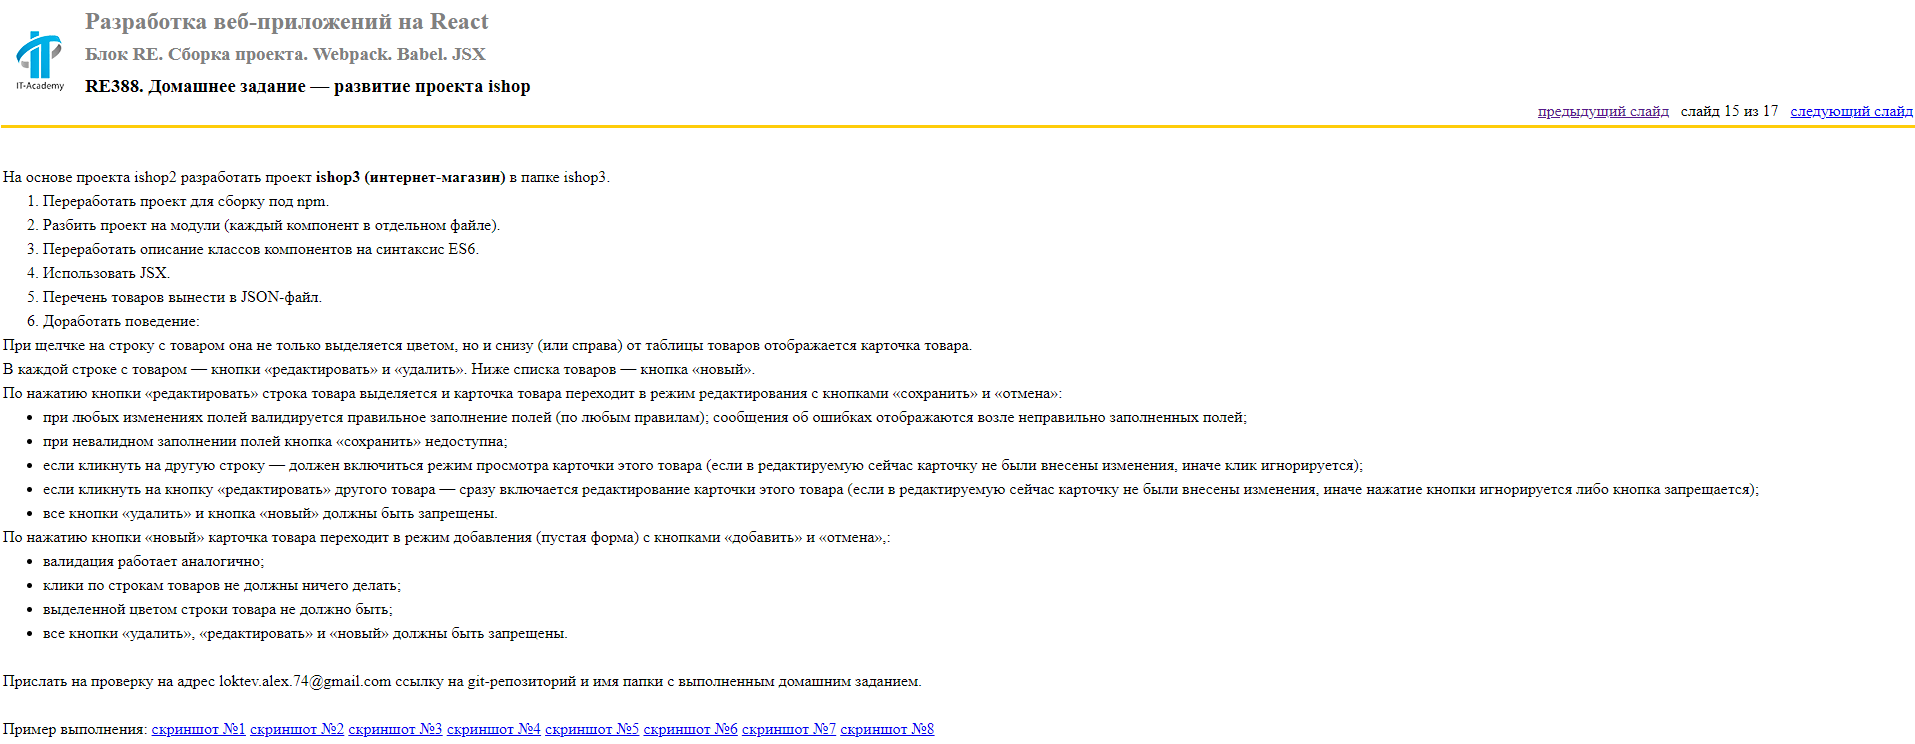 Разработка веб-приложений на React
Блок RE. Сборка проекта. Webpack. Babel. JSX
IT-Academy
RE388. Домашнее задание — развитие проекта ishop
предыдущий слайд слайд 15 из 17 следующий слайд
На основе проекта ishop2 разработать проект ishop3 (интернет-магазин) в папке ishop3.
1. Переработать проект для сборку под npm.
2. Разбить проект на модули (каждый компонент в отдельном файле).
3. Переработать описание классов компонентов на синтаксис ES6.
4. Использовать JSX.
5. Перечень товаров вынести в JSON-файл.
6. Доработать поведение:
При щелчке на строку с товаром она не только выделяется цветом, но и снизу (или справа) от таблицы товаров отображается карточка товара.
В каждой строке с товаром — кнопки «редактировать» и «удалить». Ниже списка товаров — кнопка «новый».
По нажатию кнопки «редактировать» строка товара выделяется и карточка товара переходит в режим редактирования с кнопками «сохранить» и «отмена»:
• при любых изменениях полей валидируется правильное заполнение полей (по любым правилам); сообщения об ошибках отображаются возле неправильно заполненных полей;
• при невалидном заполнении полей кнопка «сохранить» недоступна;
• если кликнуть на другую строку — должен включиться режим просмотра карточки этого товара (если в редактируемую сейчас карточку не были внесены изменения, иначе клик игнорируется);
• если кликнуть на кнопку «редактировать» другого товара — сразу включается редактирование карточки этого товара (если в редактируемую сейчас карточку не были внесены изменения, иначе нажатие кнопки игнорируется либо кнопка запрещается);
• все кнопки «удалить» и кнопка «новый» должны быть запрещены.
По нажатию кнопки «новый» карточка товара переходит в режим добавления (пустая форма) с кнопками «добавить» и «отмена»,:
• валидация работает аналогично;
• клики по строкам товаров не должны ничего делать;
• выделенной цветом строки товара не должно быть;
• все кнопки «удалить», «редактировать» и «новый» должны быть запрещены.
Прислать на проверку на адрес loktev.alex.74@gmail.com ссылку на git-репозиторий и имя папки с выполненным домашним заданием.
Пример выполнения: скриншот №1 скриншот №2 скриншот №3 скриншот №4 скриншот №5 скриншот №6 скриншот №7 скриншот №8